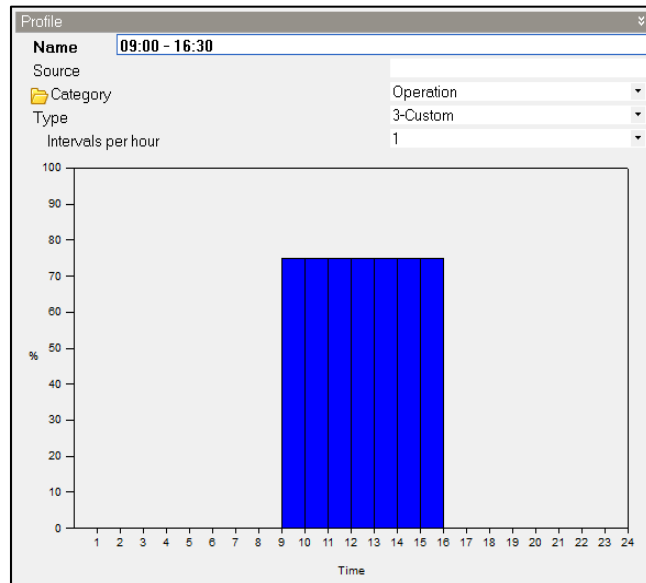 Profile
Name 09:00 - 16:30
Source
Category Operation
Type 3-Custom
Intervals per hour 1
100
90
80
70
60
% 50
40
30
20
10
0
1 2 3 4 5 6 7 8 9 10 11 12 13 14 15 16 17 18 19 20 21 22 23 24
Time